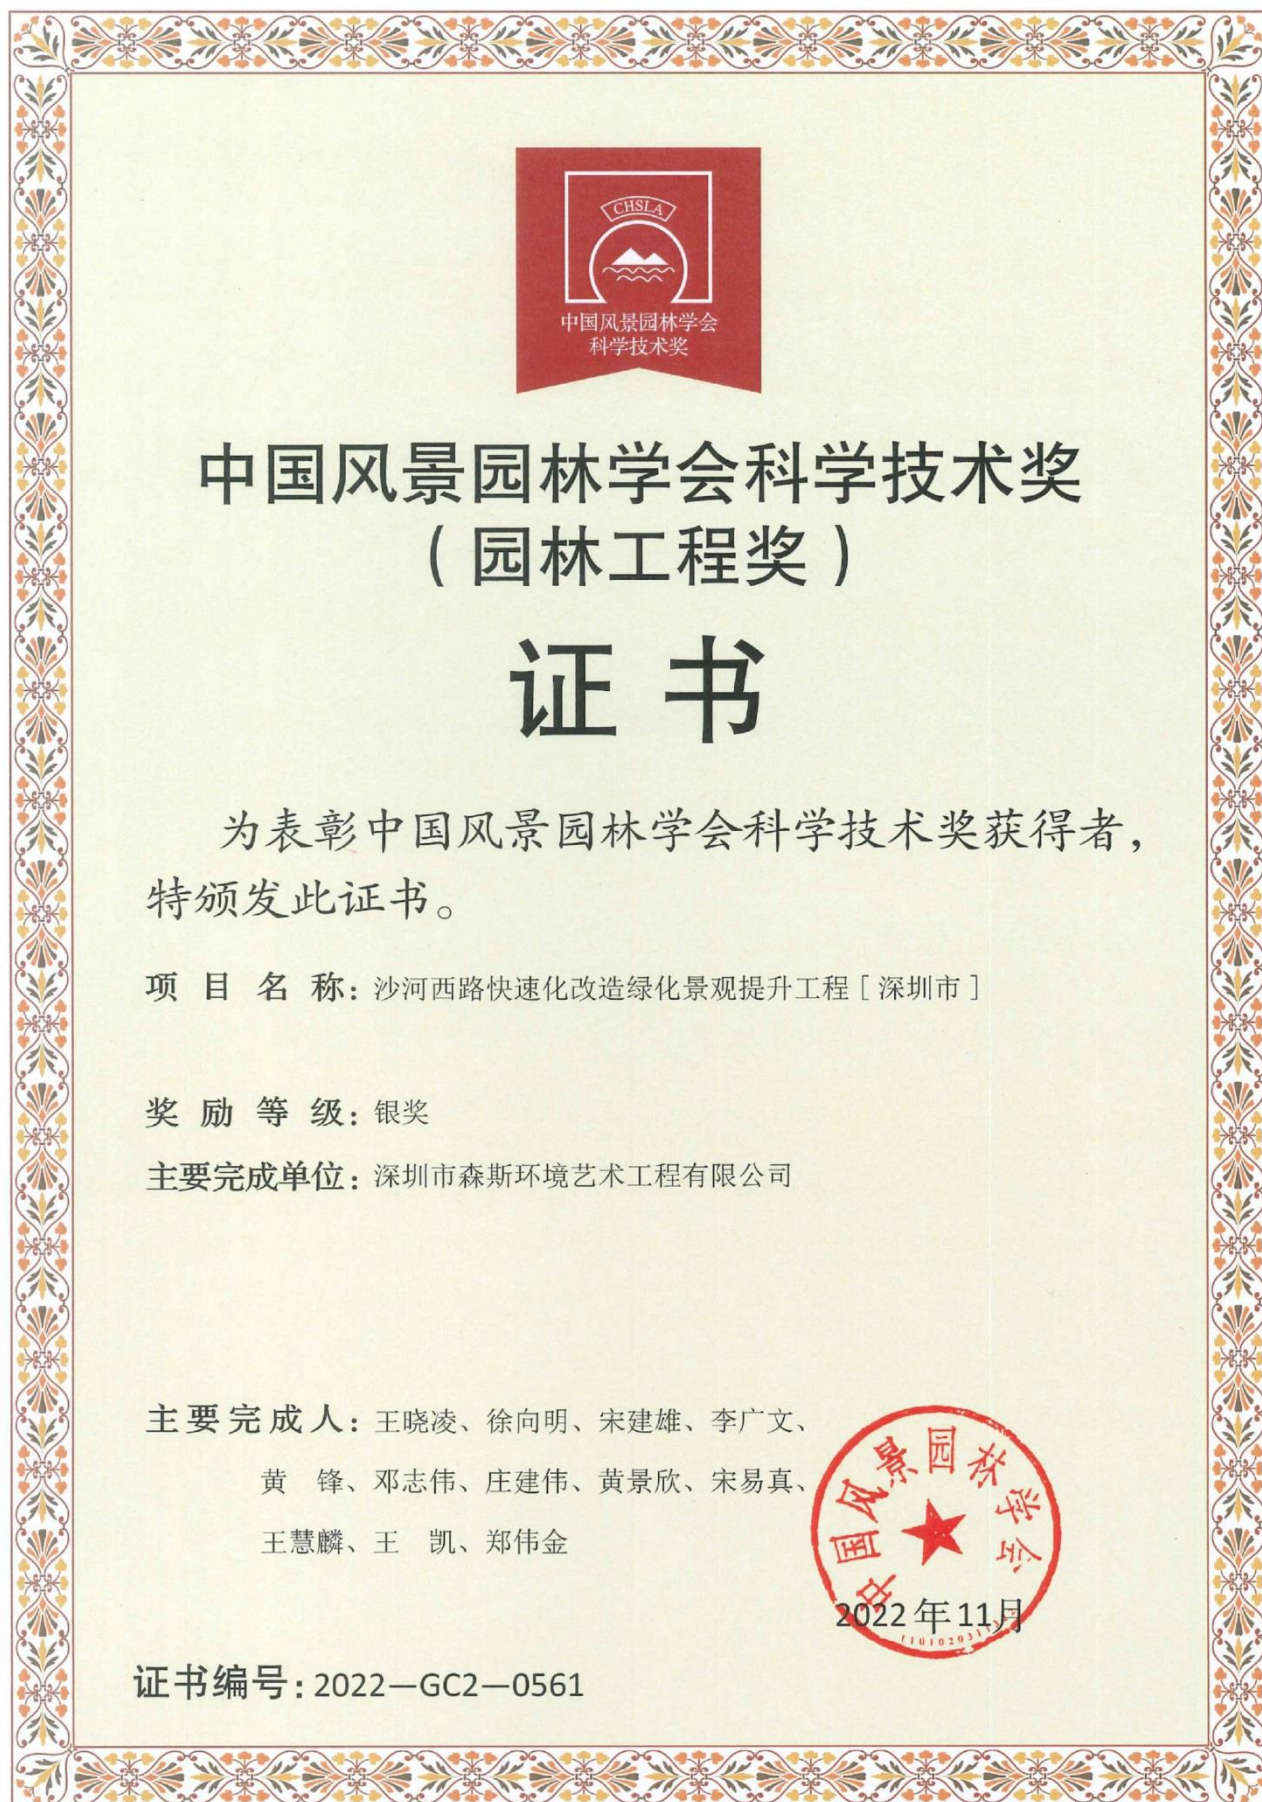 CHSLA
中国风景园林学会
科学技术奖
中国风景园林学会科学技术奖
(园林工程奖)
证书
为表彰中国风景园林学会科学技术奖获得者，
特颁发此证书。
项目名称：沙河西路快速化改造绿化景观提升工程[深圳市]
奖励等级：银奖
主要完成单位：深圳市森斯环境艺术工程有限公司
主要完成人：王晓凌、徐向明、宋建雄、李广文、
黄 锋、邓志伟、庄建伟、黄景欣、宋易真、
王慧麟、王 凯、郑伟金
中国风景园林学会
2022年11月
证书编号：2022—GC2—0561